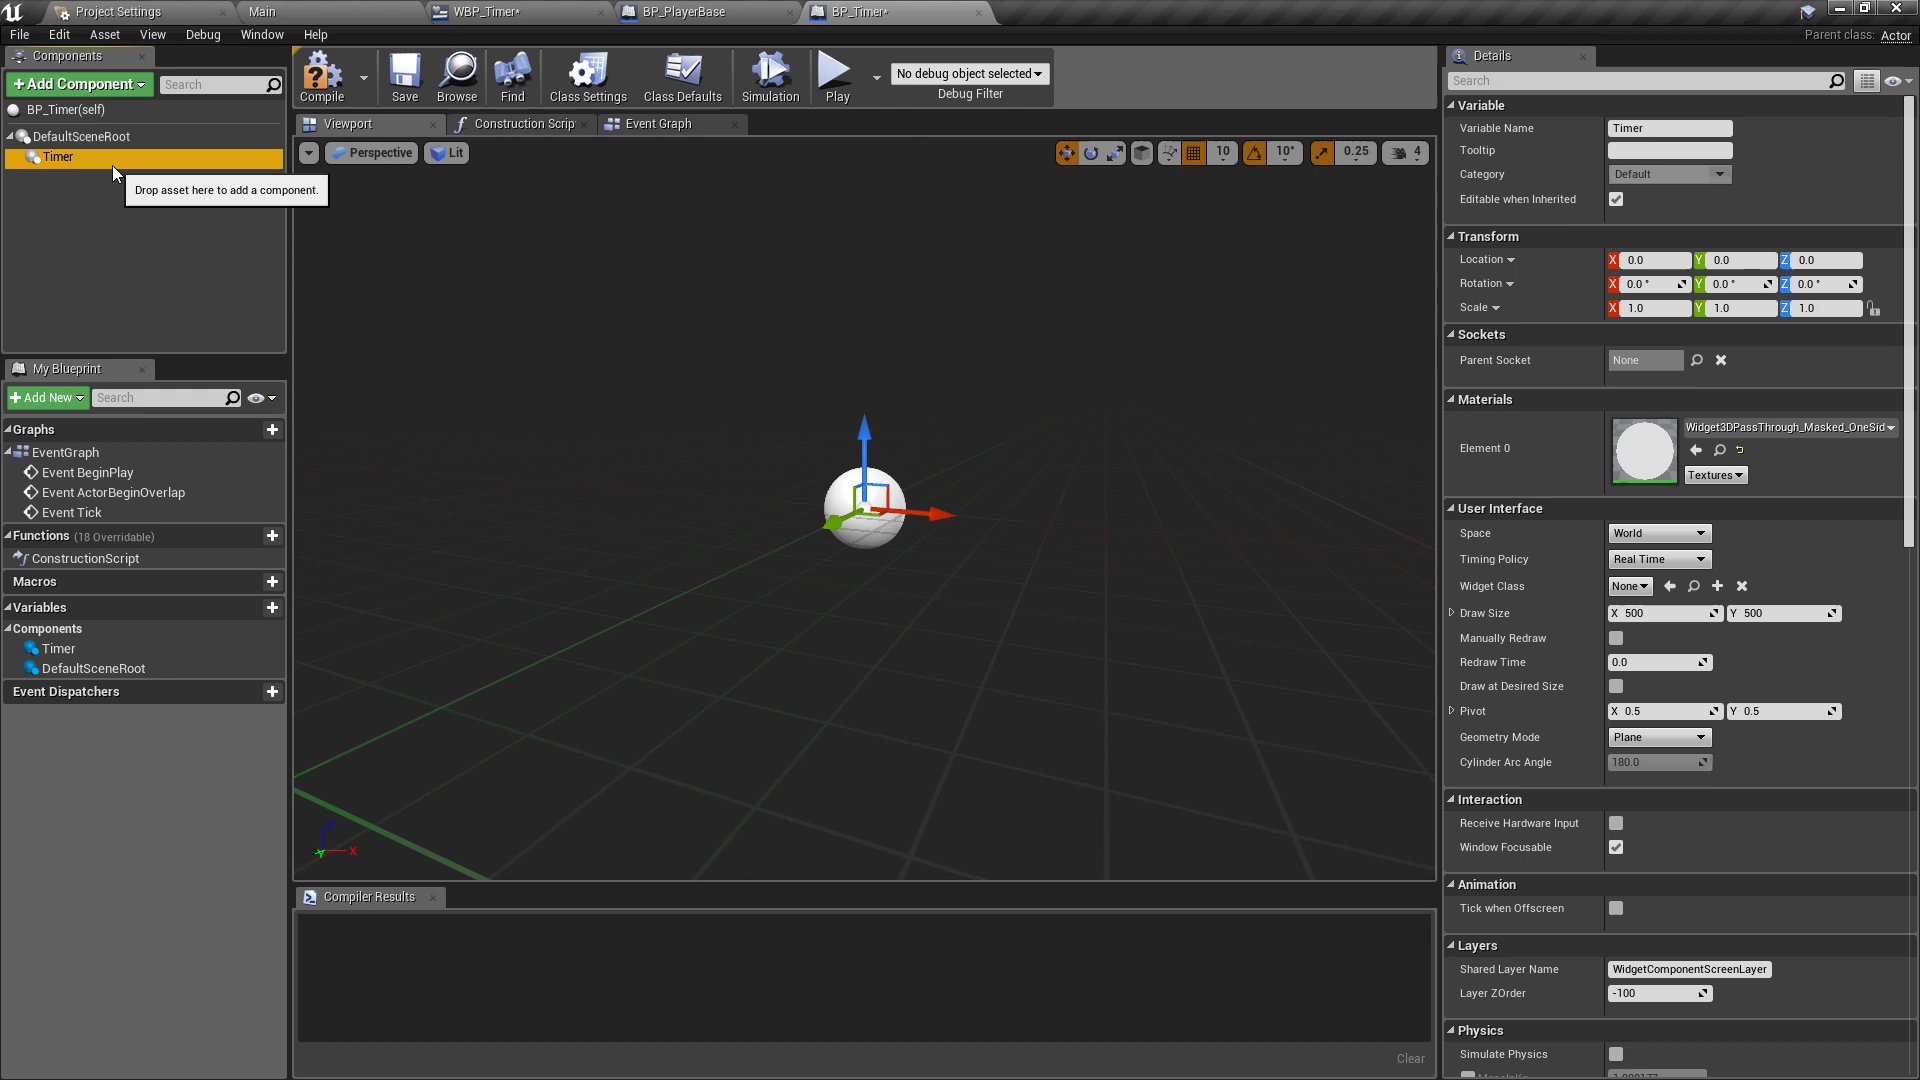 Project Settings
Main
WBP_Timer*
BP_PlayerBase
BP_Timer*
File Edit Asset View Debug Window Help
Parent class: Actor
Components
Add Component
Search
BP_Timer(self)
DefaultSceneRoot
Timer
Drop asset here to add a component.
My Blueprint
Add New
Search
Graphs
EventGraph
Event BeginPlay
Event ActorBeginOverlap
Event Tick
Functions (18 Overridable)
ConstructionScript
Macros
Variables
Components
Timer
DefaultSceneRoot
Event Dispatchers
Compile
Save
Browse
Find
Class Settings
Class Defaults
Simulation
Play
No debug object selected
Debug Filter
Viewport
Construction Scrip
Event Graph
Perspective
Lit
10
10°
0.25
4
Z
Y
X
Compiler Results
Clear
Details
Search
Variable
Variable Name Timer
Tooltip
Category Default
Editable when Inherited
Transform
Location X 0.0 Y 0.0 Z 0.0
Rotation X 0.0 ° Y 0.0 ° Z 0.0 °
Scale X 1.0 Y 1.0 Z 1.0
Sockets
Parent Socket None
Materials
Element 0
Widget3DPassThrough_Masked_OneSid
Textures
User Interface
Space World
Timing Policy Real Time
Widget Class None
Draw Size X 500 Y 500
Manually Redraw
Redraw Time 0.0
Draw at Desired Size
Pivot X 0.5 Y 0.5
Geometry Mode Plane
Cylinder Arc Angle 180.0
Interaction
Receive Hardware Input
Window Focusable
Animation
Tick when Offscreen
Layers
Shared Layer Name WidgetComponentScreenLayer
Layer ZOrder -100
Physics
Simulate Physics